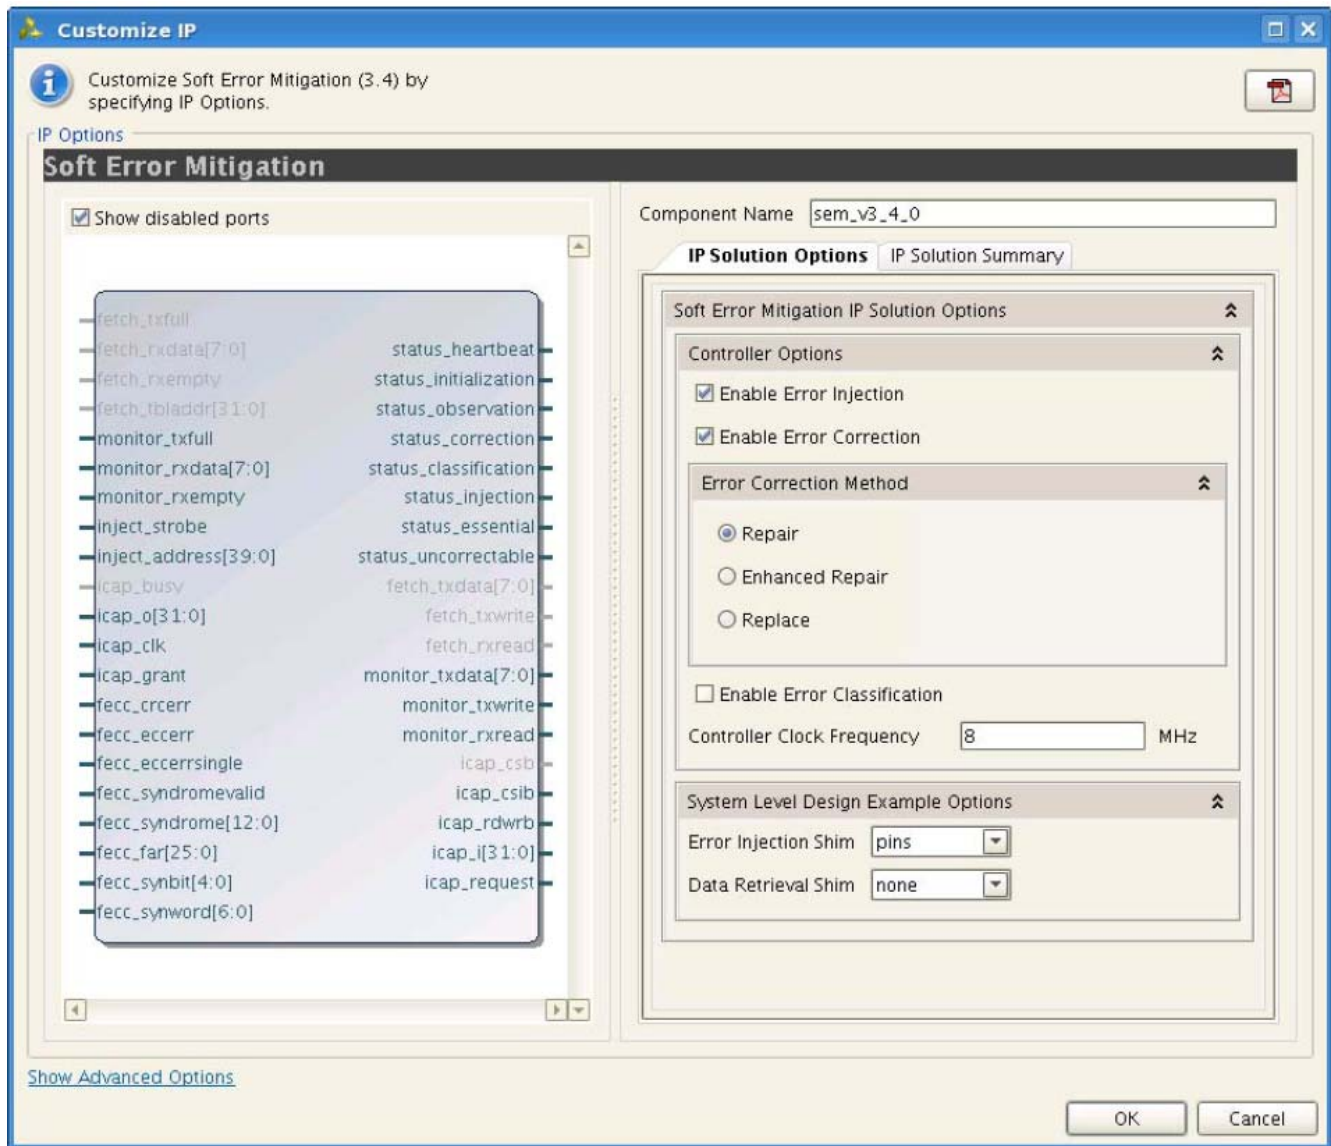 Customize IP
Customize Soft Error Mitigation (3.4) by
specifying IP Options.
IP Options
Soft Error Mitigation
Show disabled ports
fetch_txfull
fetch_rxdata[7:0]
fetch_rxempty
fetch_tbladdr[31:0]
monitor_txfull
monitor_rxdata[7:0]
monitor_rxempty
inject_strobe
inject_address[39:0]
icap_busy
icap_o[31:0]
icap_clk
icap_grant
fecc_crcerr
fecc_eccerr
fecc_eccerrsingle
fecc_syndromevalid
fecc_syndrome[12:0]
fecc_far[25:0]
fecc_synbit[4:0]
fecc_synword[6:0]
status_heartbeat
status_initialization
status_observation
status_correction
status_classification
status_injection
status_essential
status_uncorrectable
fetch_txdata[7:0]
fetch_txwrite
fetch_rxread
monitor_txdata[7:0]
monitor_txwrite
monitor_rxread
icap_csb
icap_csib
icap_rdwrb
icap_i[31:0]
icap_request
Component Name sem_v3_4_0
IP Solution Options IP Solution Summary
Soft Error Mitigation IP Solution Options
Controller Options
Enable Error Injection
Enable Error Correction
Error Correction Method
Repair
Enhanced Repair
Replace
Enable Error Classification
Controller Clock Frequency 8 MHz
System Level Design Example Options
Error Injection Shim pins
Data Retrieval Shim none
Show Advanced Options
OK Cancel